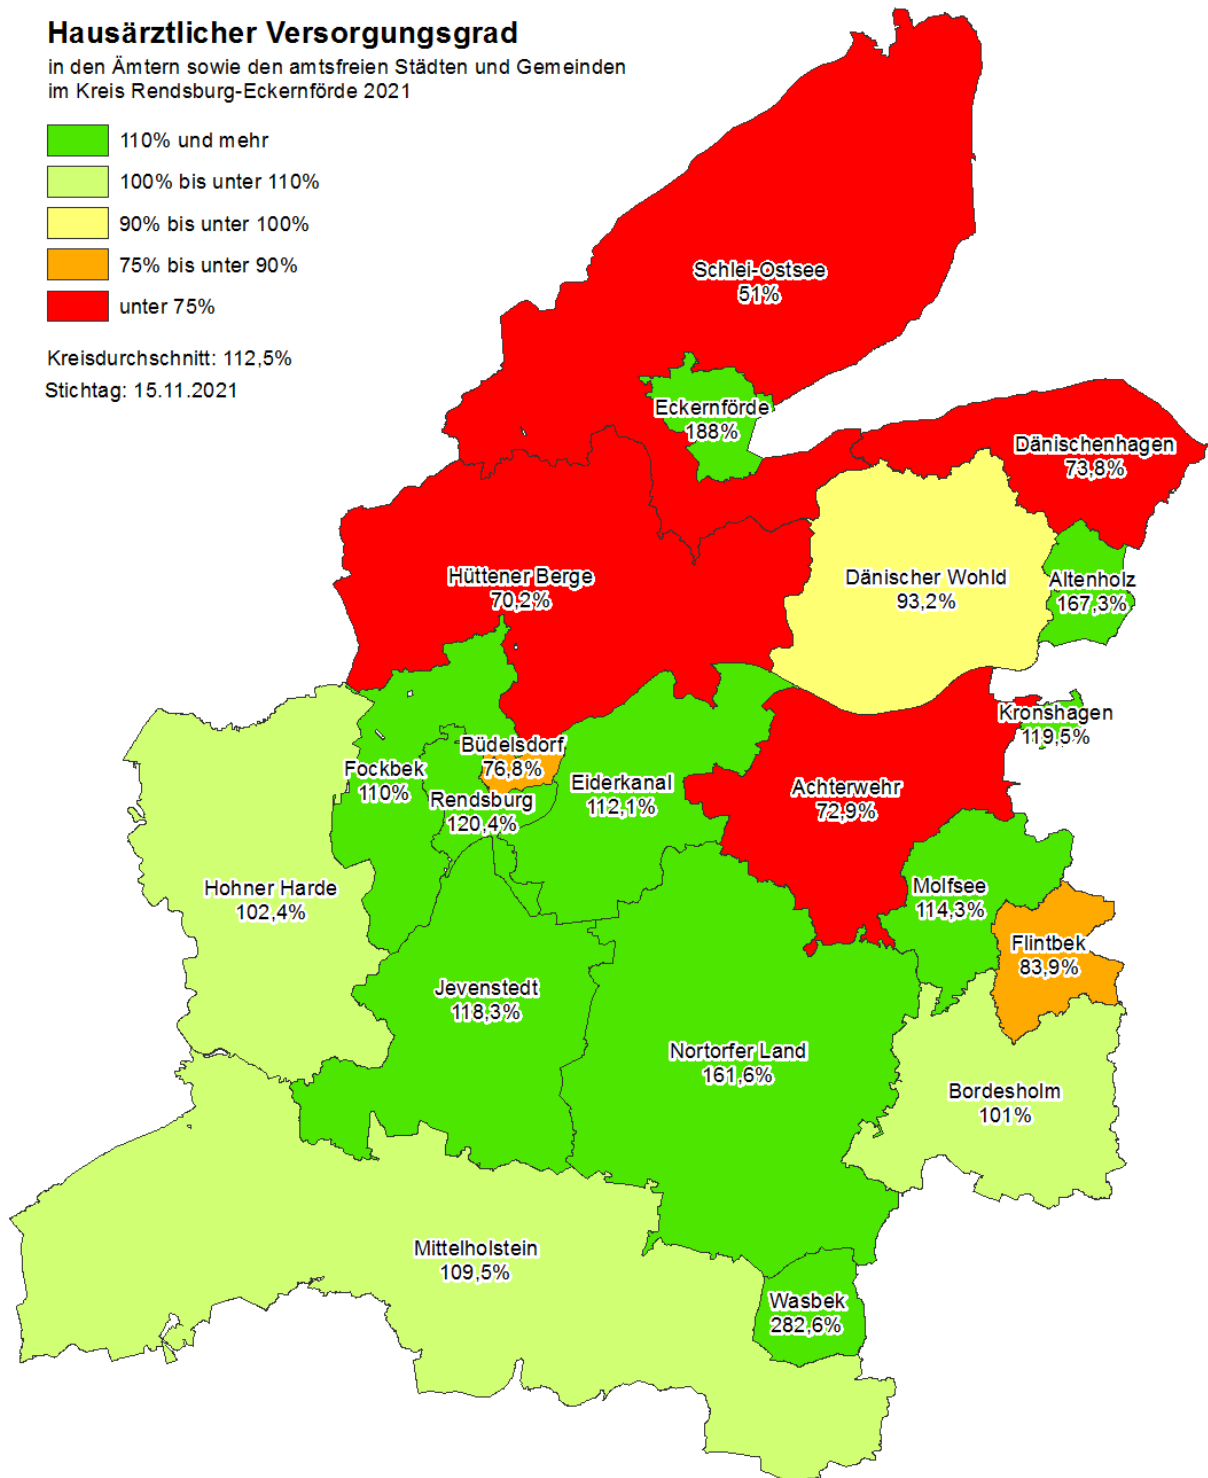 Hausärztlicher Versorgungsgrad
in den Ämtern sowie den amtsfreien Städten und Gemeinden
im Kreis Rendsburg-Eckernförde 2021
110% und mehr
100% bis unter 110%
90% bis unter 100%
75% bis unter 90%
unter 75%
Kreisdurchschnitt: 112,5%
Stichtag: 15.11.2021
Schlei-Ostsee
51%
Eckernförde
188%
Dänischenhagen
73,8%
Hüttener Berge
70,2%
Dänischer Wohld
93,2%
Altenholz
167,3%
Kronshagen
119,5%
Büdelsdorf
76,8%
Fockbek
110%
Rendsburg
120,4%
Eiderkanal
112,1%
Achterwehr
72,9%
Hohner Harde
102,4%
Molfsee
114,3%
Flintbek
83,9%
Jevenstedt
118,3%
Nortorfer Land
161,6%
Bordesholm
101%
Mittelholstein
109,5%
Wasbek
282,6%